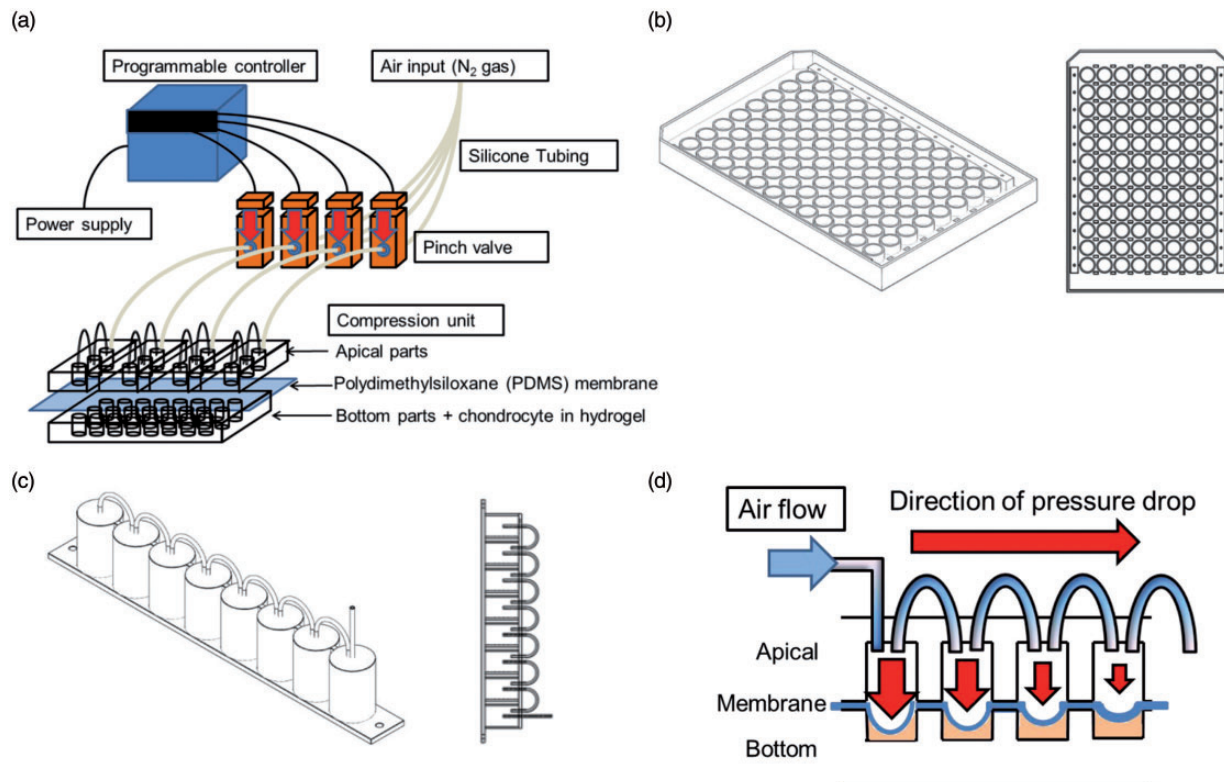 (a)
Programmable controller
Air input (N₂ gas)
Silicone Tubing
Power supply
Pinch valve
Compression unit
Apical parts
Polydimethylsiloxane (PDMS) membrane
Bottom parts + chondrocyte in hydrogel
(b)
(c)
(d)
Air flow
Direction of pressure drop
Apical
Membrane
Bottom